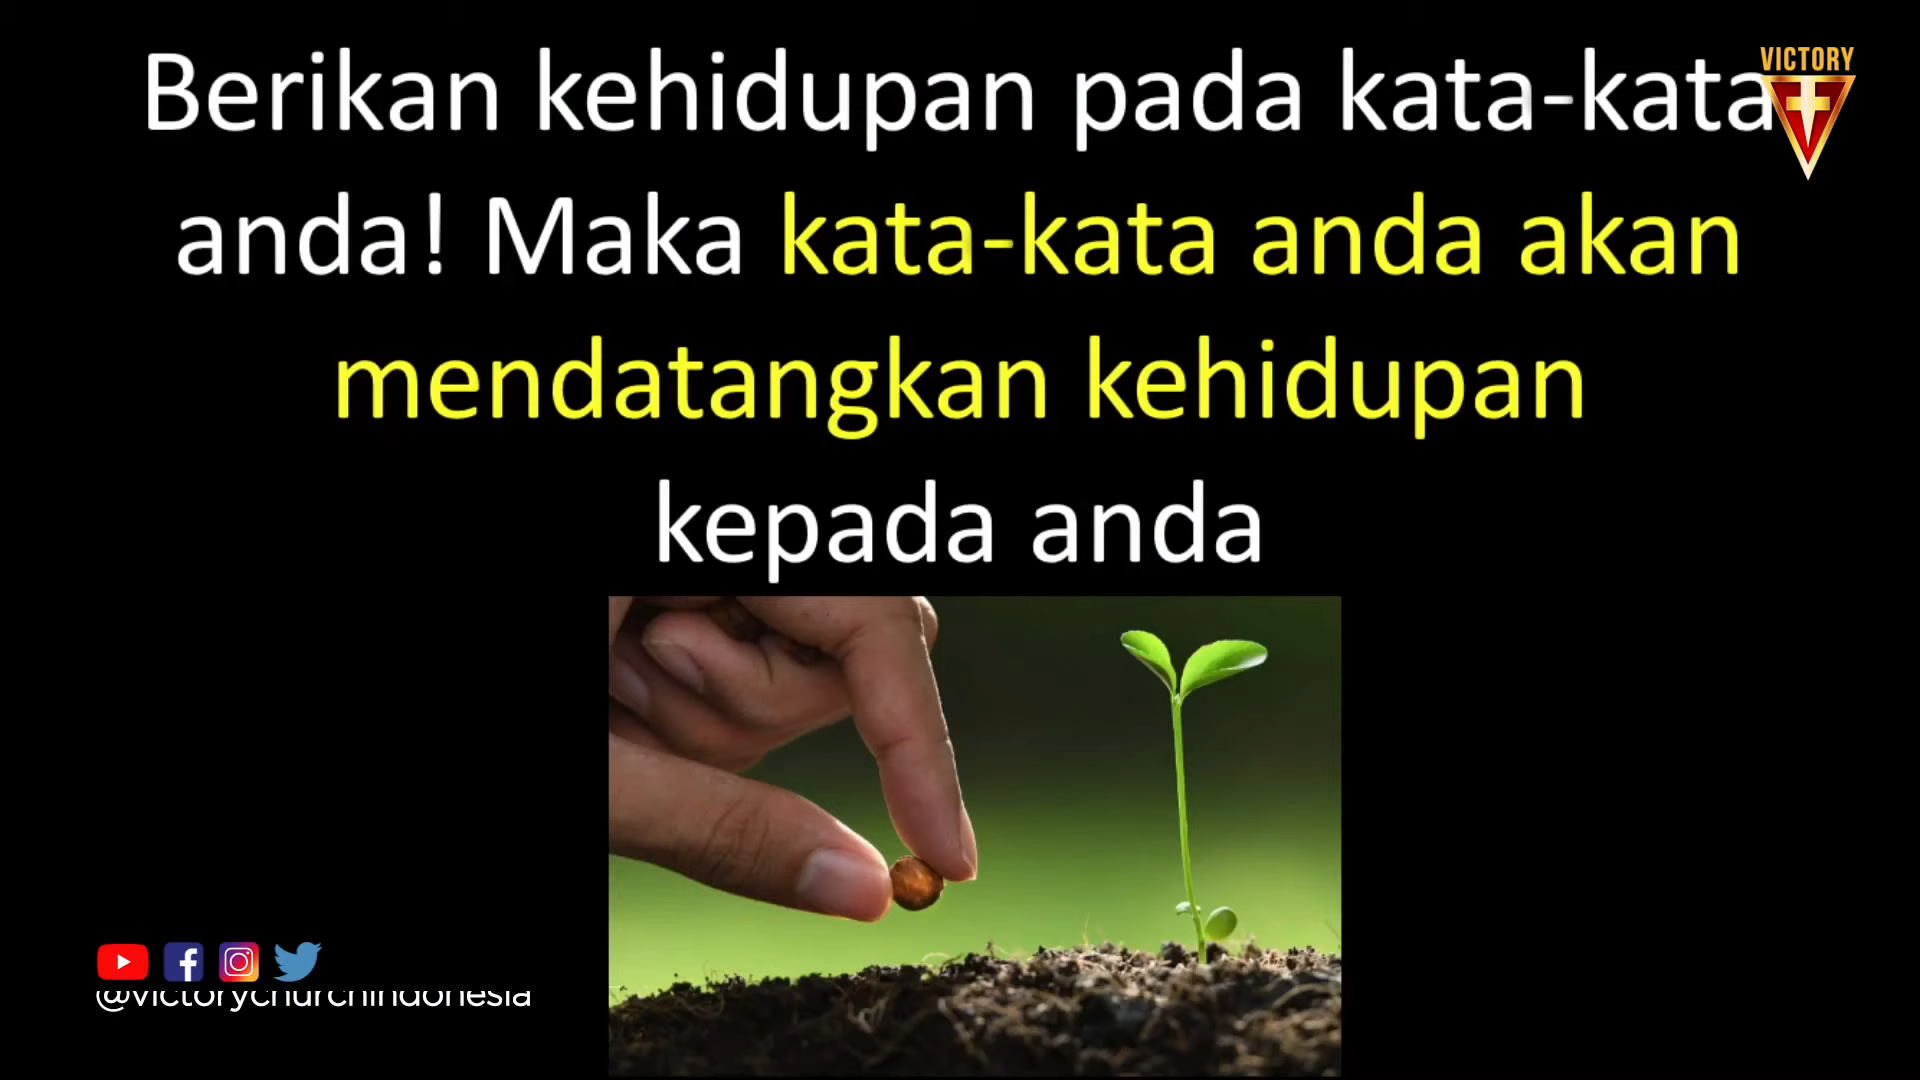 Berikan kehidupan pada kata-kata
anda! Maka kata-kata anda akan
mendatangkan kehidupan
kepada anda
VICTORY
@victorychurchindonesia